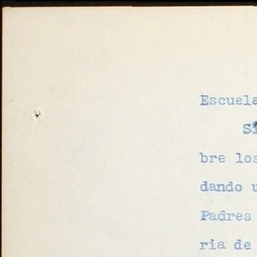 Escuela
Si
bre los
dando u
Padres
ria de